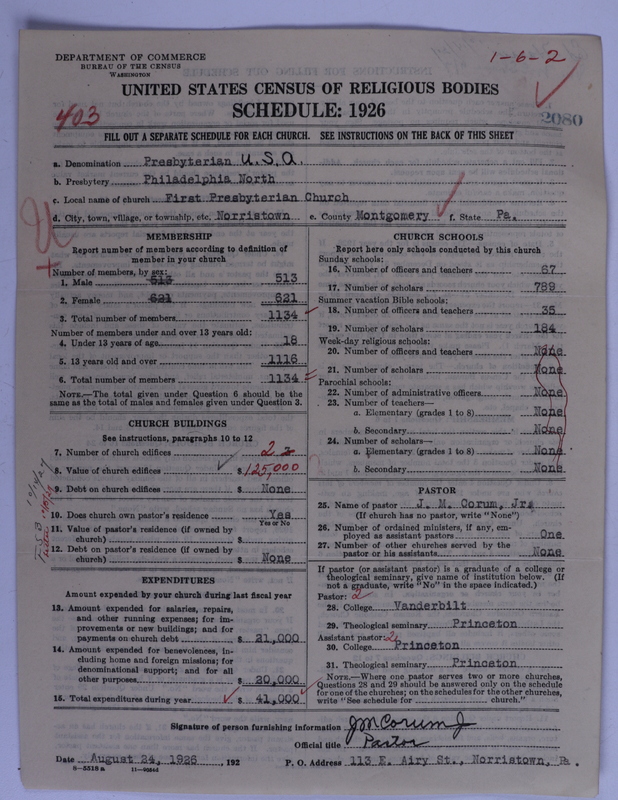 DEPARTMENT OF COMMERCE
BUREAU OF THE CENSUS
WASHINGTON
1-6-2
UNITED STATES CENSUS OF RELIGIOUS BODIES
SCHEDULE: 1926
403
2080
FILL OUT A SEPARATE SCHEDULE FOR EACH CHURCH. SEE INSTRUCTIONS ON THE BACK OF THIS SHEET
a. Denomination Presbyterian U.S.A.
b. Presbytery Philadelphia North
c. Local name of church First Presbyterian Church
d. City, town, village, or township, etc. Norristown e. County Montgomery f. State Pa.
MEMBERSHIP
Report number of members according to definition of
member in your church
Number of members, by sex:
1. Male 513 513
2. Female 621 621
3. Total number of members 1134
Number of members under and over 13 years old:
4. Under 13 years of age 18
5. 13 years old and over 1116
6. Total number of members 1134
NOTE.—The total given under Question 6 should be
same as the total of males and females given under Question 3.
CHURCH BUILDINGS
See instructions, paragraphs 10 to 12
7. Number of church edifices 2
8. Value of church edifices $125,000
9. Debt on church edifices $ None
10. Does church own pastor's residence Yes
Yes or No
11. Value of pastor's residence (if owned by
church) $
12. Debt on pastor's residence (if owned by
church) $ None
EXPENDITURES
Amount expended by your church during last fiscal year
13. Amount expended for salaries, repairs,
and other running expenses; for im-
provements or new buildings; and for
payments on church debt $ 21,000
14. Amount expended for benevolences, in-
cluding home and foreign missions; for
denominational support; and for all
other purposes $ 20,000
15. Total expenditures during year $ 41,000
CHURCH SCHOOLS
Report here only schools conducted by this church
Sunday schools:
16. Number of officers and teachers 67
17. Number of scholars 789
Summer vacation Bible schools:
18. Number of officers and teachers 35
19. Number of scholars 184
Week-day religious schools:
20. Number of officers and teachers None
21. Number of scholars None
Parochial schools:
22. Number of administrative officers None
23. Number of teachers—
a. Elementary (grades 1 to 8) None
b. Secondary None
24. Number of scholars—
a. Elementary (grades 1 to 8) None
b. Secondary None
PASTOR
25. Name of pastor J. M. Corum, Jr.
(If church has no pastor, write "None")
26. Number of ordained ministers, if any, em-
ployed as assistant pastors One
27. Number of other churches served by the
pastor or his assistants None
If pastor (or assistant pastor) is a graduate of a college or
theological seminary, give name of institution below. (If
not a graduate, write "No" in the space indicated.)
Pastor: 2
28. College Vanderbilt
29. Theological seminary Princeton
Assistant pastor: 2
30. College Princeton
31. Theological seminary Princeton
NOTE.—Where one pastor serves two or more churches,
Questions 28 and 29 should be answered only on the schedule
for one of the churches; on the schedules for the other churches,
write "See schedule for church."
Signature of person furnishing information J M Corum Jr
Official title Pastor
Date August 24, 1926, 192 P. O. Address 113 E. Airy St., Norristown, Pa.
8—5518 a